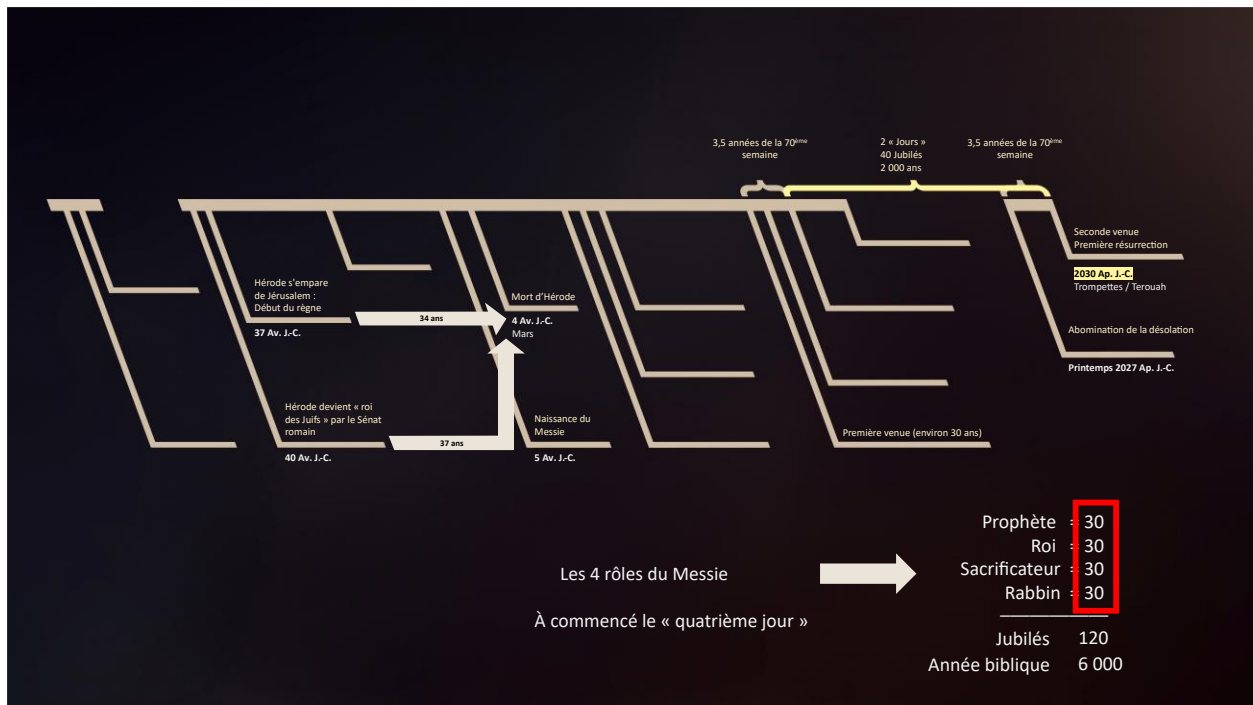 3,5 années de la 70ème
semaine
2 « Jours »
40 Jubilés
2 000 ans
3,5 années de la 70ème
semaine
Seconde venue
Première résurrection
2030 Ap. J.-C.
Trompettes / Terouah
Hérode s'empare
de Jérusalem :
Début du règne
37 Av. J.-C.
34 ans
Mort d'Hérode
4 Av. J.-C.
Mars
Abomination de la désolation
Printemps 2027 Ap. J.-C.
Hérode devient « roi
des Juifs » par le Sénat
romain
40 Av. J.-C.
37 ans
Naissance du
Messie
5 Av. J.-C.
Première venue (environ 30 ans)
Les 4 rôles du Messie
À commencé le « quatrième jour »
Prophète = 30
Roi = 30
Sacrificateur = 30
Rabbin = 30
Jubilés 120
Année biblique 6 000